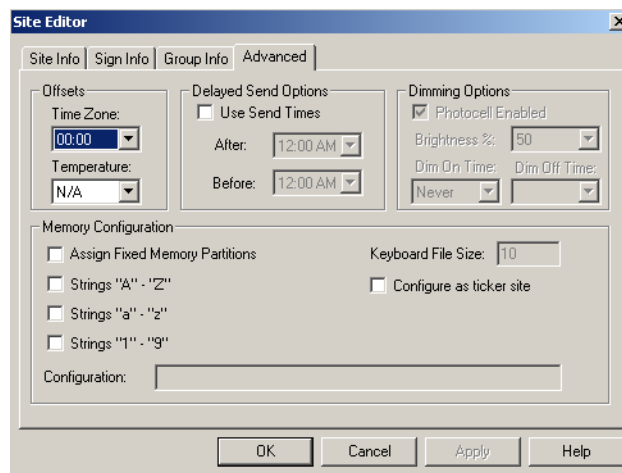 Site Editor
Site Info Sign Info Group Info Advanced
Offsets
Time Zone:
00:00
Temperature:
N/A
Delayed Send Options
Use Send Times
After: 12:00 AM
Before: 12:00 AM
Dimming Options
Photocell Enabled
Brightness %: 50
Dim On Time: Dim Off Time:
Never
Memory Configuration
Assign Fixed Memory Partitions
Strings "A" - "Z"
Strings "a" - "z"
Strings "1" - "9"
Keyboard File Size: 10
Configure as ticker site
Configuration:
OK Cancel Apply Help